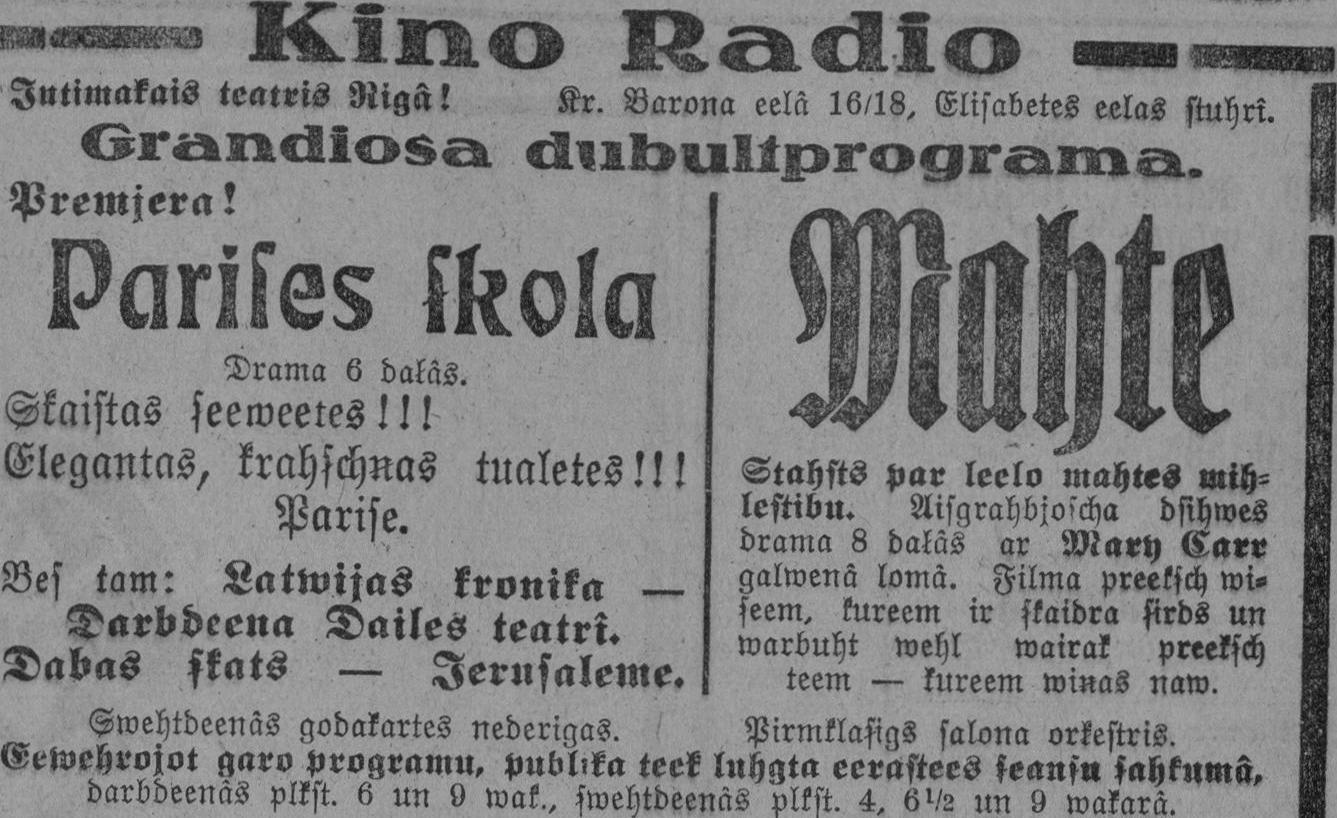 Kino Radio
Intimakais teatris Rigâ!
Kr. Barona eelâ 16/18, Elisabetes eelas stuhrî.
Grandiosa dubultprograma.
Premjera!
Parises skola
Drama 6 daļâs.
Skaistas seeweetes!!!
Elegantas, krahschņas tualetes!!!
Parise.
Bes tam: Latwijas kronika —
Darbdeena Dailes teatrî.
Dabas skats — Jerusaleme.
Mahte
Stahsts par leelo mahtes mih-
lestibu. Aisgrahbjoscha dsihwes
drama 8 daļâs ar Mary Carr
galwenâ lomâ. Filma preeksch wi-
seem, kureem ir skaidra sirds un
warbuht wehl wairak preeksch
teem — kureem wiņas naw.
Swehtdeenâs godakartes nederigas.
Pirmklasigs salona orkestris.
Eewehrojot garo programu, publika teek luhgta eerastees seansu sahkumâ,
darbdeenâs plkst. 6 un 9 wak., swehtdeenâs plkst. 4, 6 1/2 un 9 wakarâ.